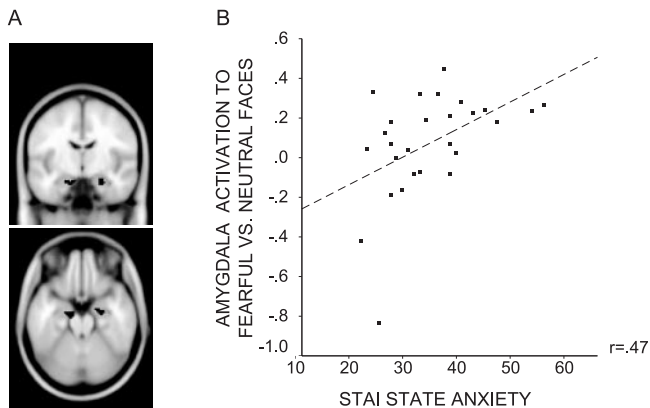 A
B
AMYGDALA ACTIVATION TO
FEARFUL VS. NEUTRAL FACES
.6
.4
.2
.0
-.2
-.4
-.6
-.8
-1.0
10 20 30 40 50 60
r=.47
STAI STATE ANXIETY